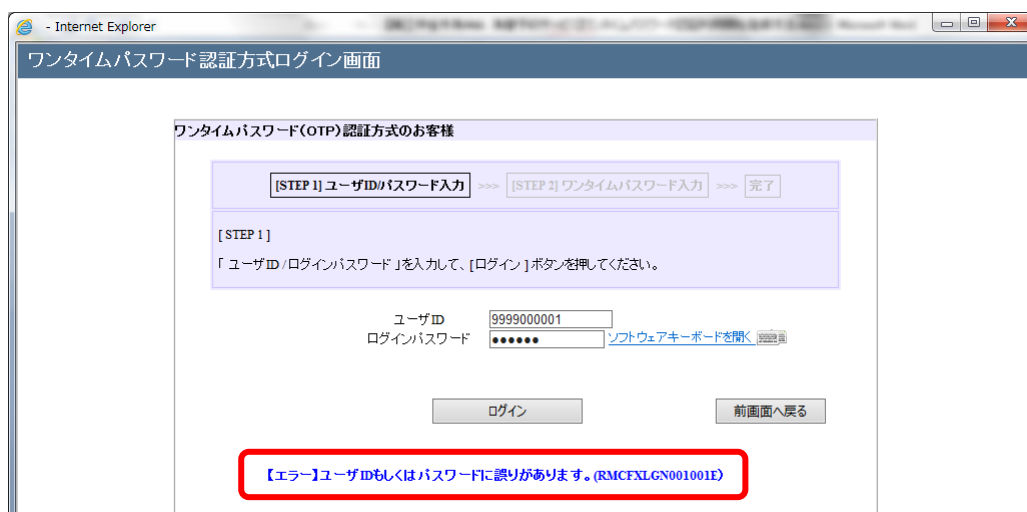 - Internet Explorer
ワンタイムパスワード認証方式ログイン画面
ワンタイムパスワード(OTP)認証方式のお客様
[STEP 1] ユーザID/パスワード入力 >>> [STEP 2] ワンタイムパスワード入力 >>> 完了
[ STEP 1 ]
「 ユーザID /ログインパスワード 」を入力して、[ログイン ] ボタンを押してください。
ユーザID 9999000001
ログインパスワード ●●●●●● ソフトウェアキーボードを開く
ログイン 前画面へ戻る
【エラー】ユーザIDもしくはパスワードに誤りがあります。(RMCFXLGN001001E)